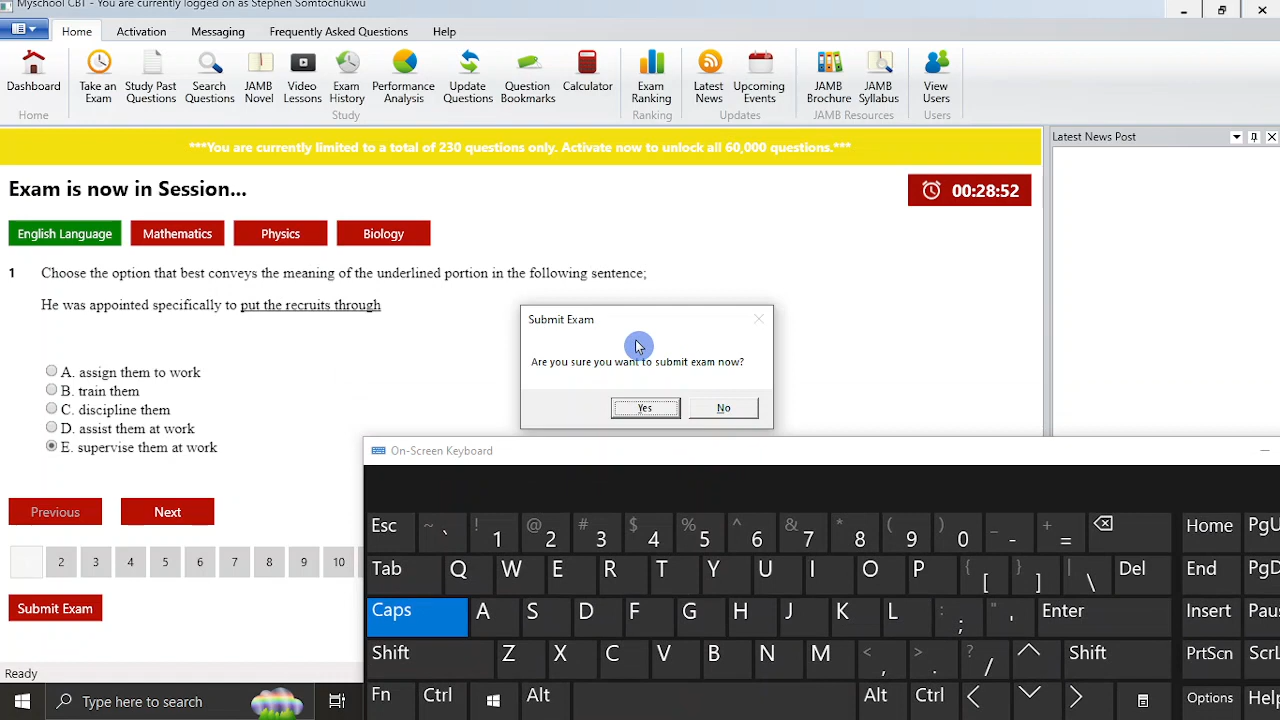 Myschool CBT - You are currently logged on as Stephen Somtochukwu
Home Activation Messaging Frequently Asked Questions Help
Dashboard
Take an Exam
Study Past Questions
Search Questions
JAMB Novel
Video Lessons
Exam History
Performance Analysis
Update Questions
Question Bookmarks
Calculator
Exam Ranking
Latest News
Upcoming Events
JAMB Brochure
JAMB Syllabus
View Users
Home Study Ranking Updates JAMB Resources Users
***You are currently limited to a total of 230 questions only. Activate now to unlock all 60,000 questions.***
Latest News Post
Exam is now in Session...
00:28:52
English Language Mathematics Physics Biology
1 Choose the option that best conveys the meaning of the underlined portion in the following sentence;
He was appointed specifically to put the recruits through
Submit Exam
Are you sure you want to submit exam now?
Yes No
A. assign them to work
B. train them
C. discipline them
D. assist them at work
E. supervise them at work
Previous Next
2 3 4 5 6 7 8 9 10
Submit Exam
Ready
Type here to search
On-Screen Keyboard
Esc ~ ` ! 1 @ 2 # 3 $ 4 % 5 ^ 6 & 7 * 8 ( 9 ) 0 _ - + = Home PgU
Tab Q W E R T Y U I O P { [ } ] | \ Del End PgD
Caps A S D F G H J K L : ; " ' Enter Insert Pau
Shift Z X C V B N M < , > . ? / Shift PrtScn ScrL
Fn Ctrl Alt Alt Ctrl Options Help